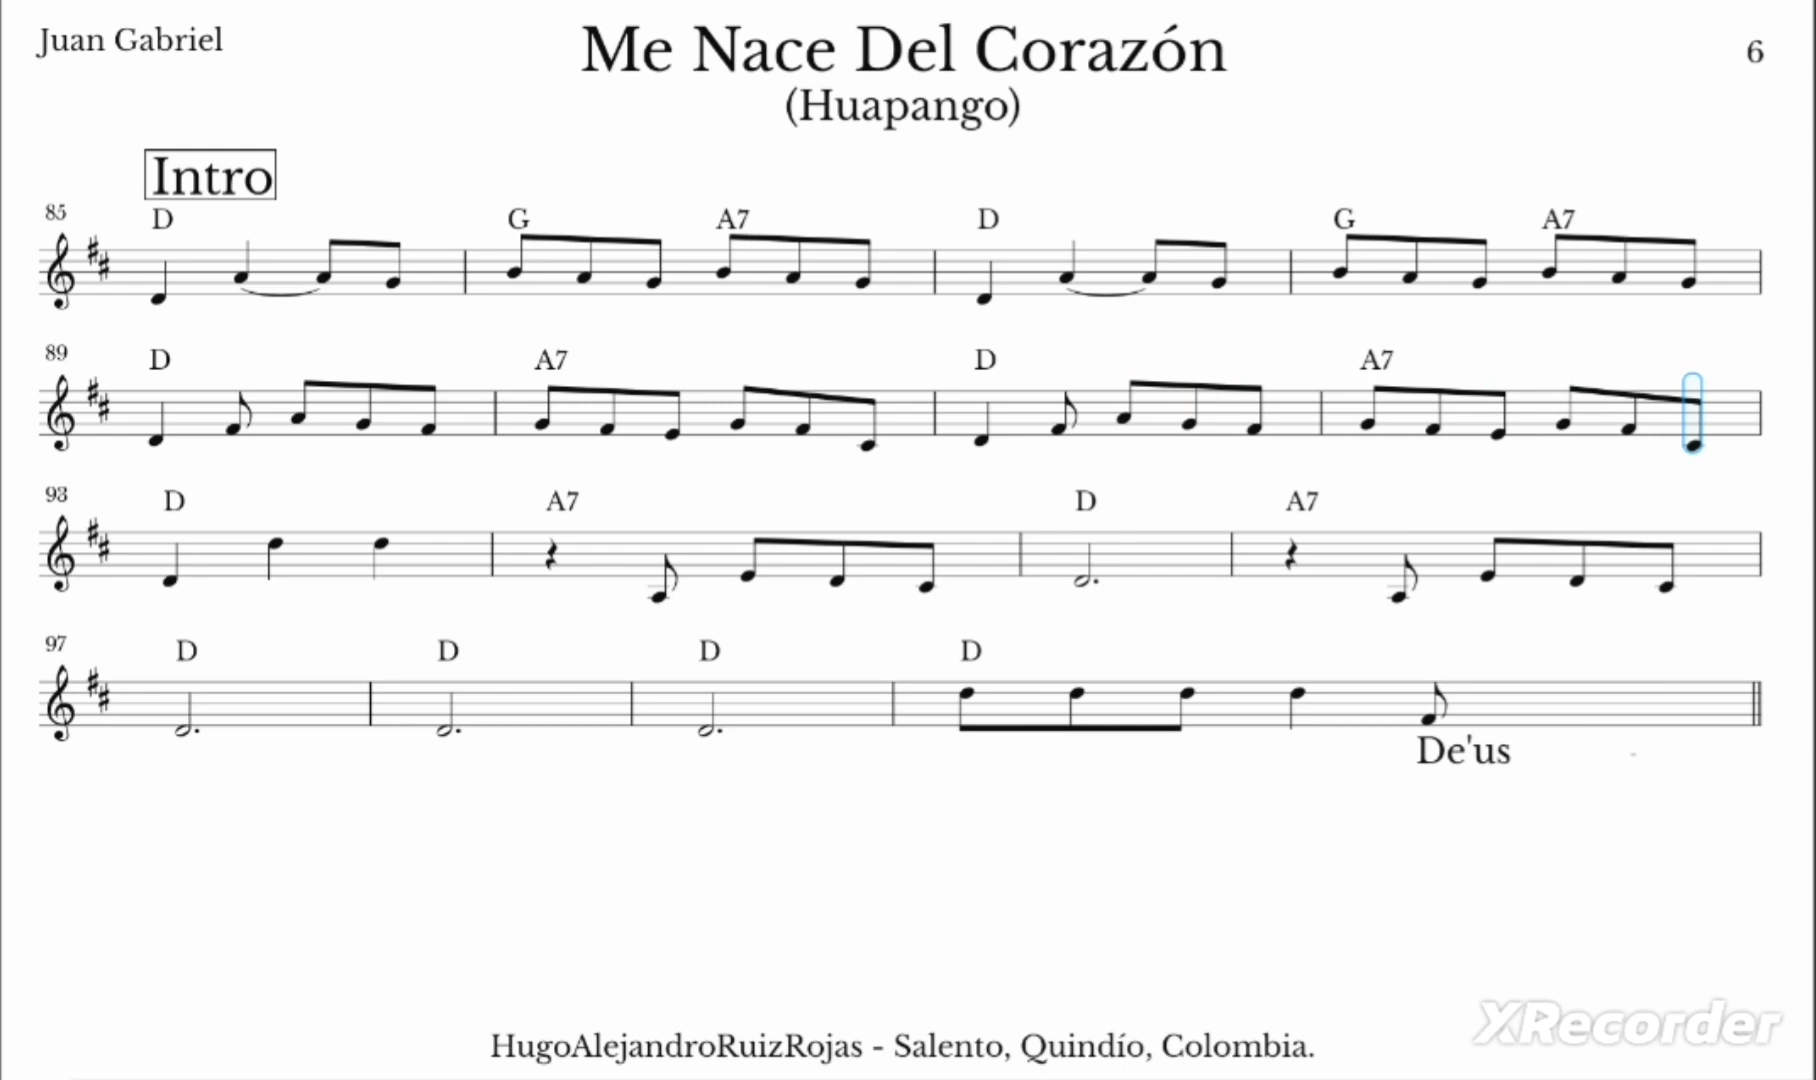 Juan Gabriel
Me Nace Del Corazón
6
(Huapango)
Intro
85
D G A7 D G A7
89
D A7 D A7
93
D A7 D A7
97
D D D D
De'us
-
HugoAlejandroRuizRojas - Salento, Quindío, Colombia.
XRecorder